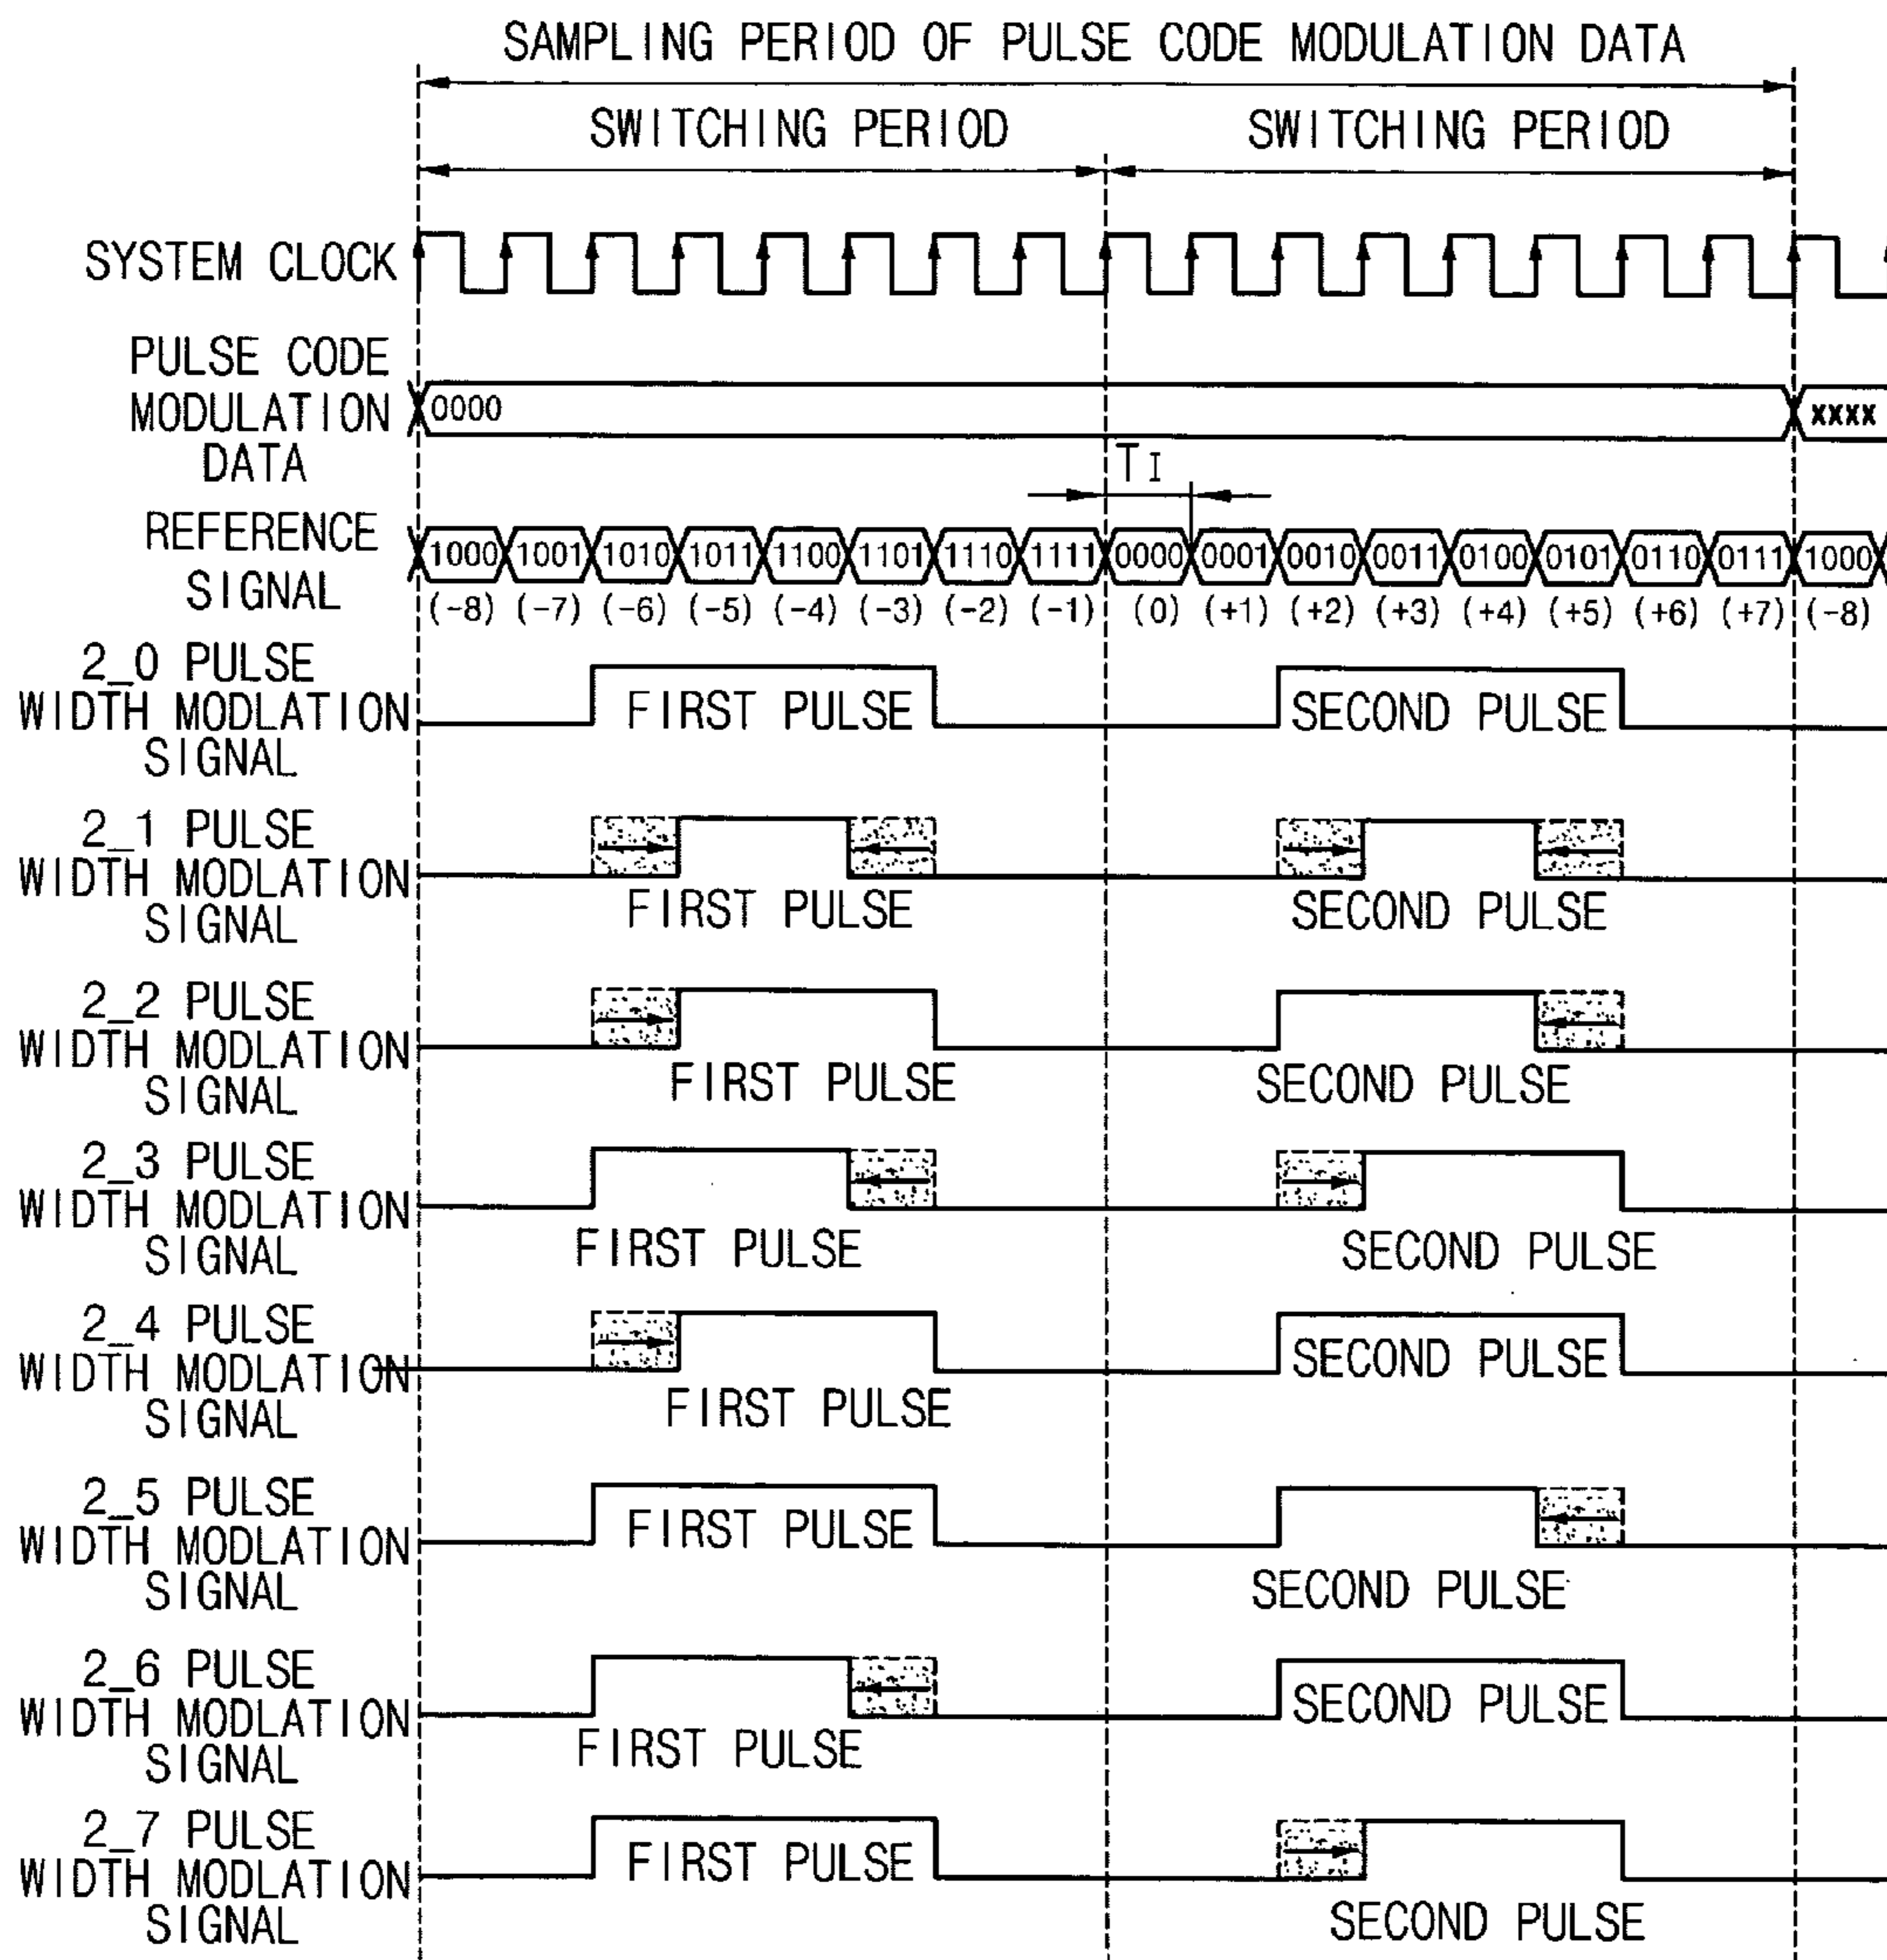 SAMPLING PERIOD OF PULSE CODE MODULATION DATA
SWITCHING PERIOD SWITCHING PERIOD
SYSTEM CLOCK
PULSE CODE
MODULATION
DATA
0000
xxxx
TI
REFERENCE
SIGNAL
1000 1001 1010 1011 1100 1101 1110 1111 0000 0001 0010 0011 0100 0101 0110 0111 1000
(-8) (-7) (-6) (-5) (-4) (-3) (-2) (-1) (0) (+1) (+2) (+3) (+4) (+5) (+6) (+7) (-8)
2_0 PULSE
WIDTH MODLATION
SIGNAL
FIRST PULSE SECOND PULSE
2_1 PULSE
WIDTH MODLATION
SIGNAL
FIRST PULSE SECOND PULSE
2_2 PULSE
WIDTH MODLATION
SIGNAL
FIRST PULSE SECOND PULSE
2_3 PULSE
WIDTH MODLATION
SIGNAL
FIRST PULSE SECOND PULSE
2_4 PULSE
WIDTH MODLATION
SIGNAL
FIRST PULSE SECOND PULSE
2_5 PULSE
WIDTH MODLATION
SIGNAL
FIRST PULSE SECOND PULSE
2_6 PULSE
WIDTH MODLATION
SIGNAL
FIRST PULSE SECOND PULSE
2_7 PULSE
WIDTH MODLATION
SIGNAL
FIRST PULSE SECOND PULSE